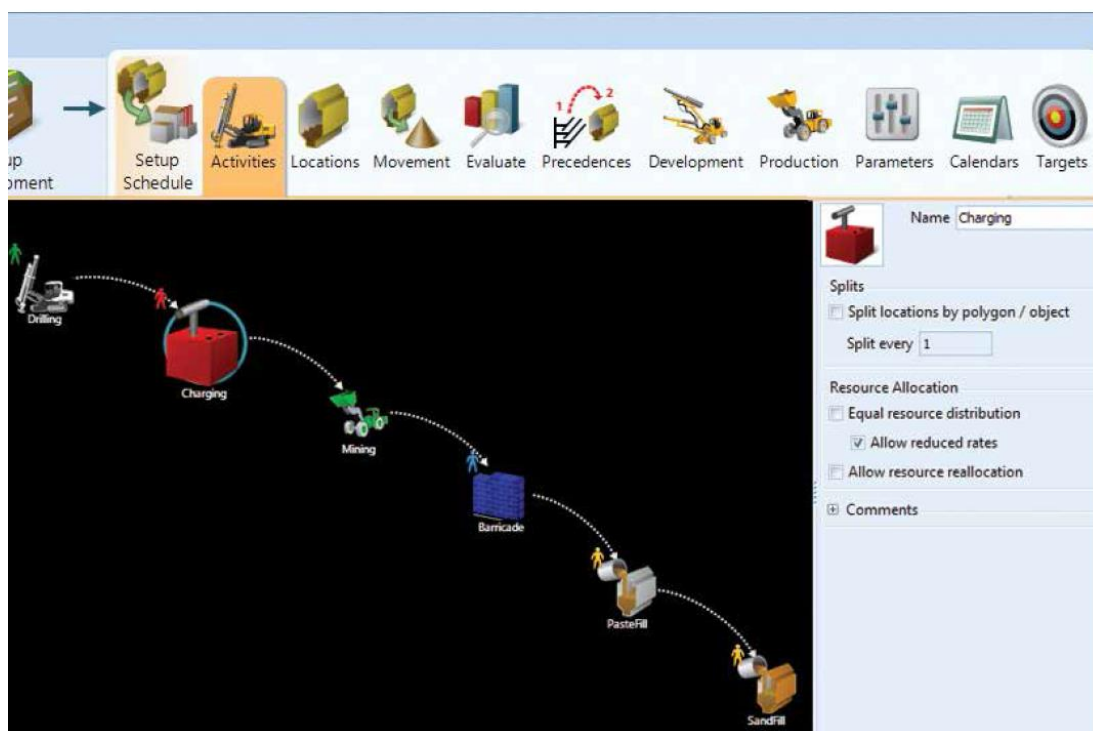 up
pment
Setup
Schedule
Activities
Locations
Movement
Evaluate
1 2
Precedences
Development
Production
Parameters
Calendars
Targets
Name Charging
Splits
Split locations by polygon / object
Split every 1
Resource Allocation
Equal resource distribution
Allow reduced rates
Allow resource reallocation
Comments
Drilling
Charging
Mining
Barricade
PasteFill
SandFill